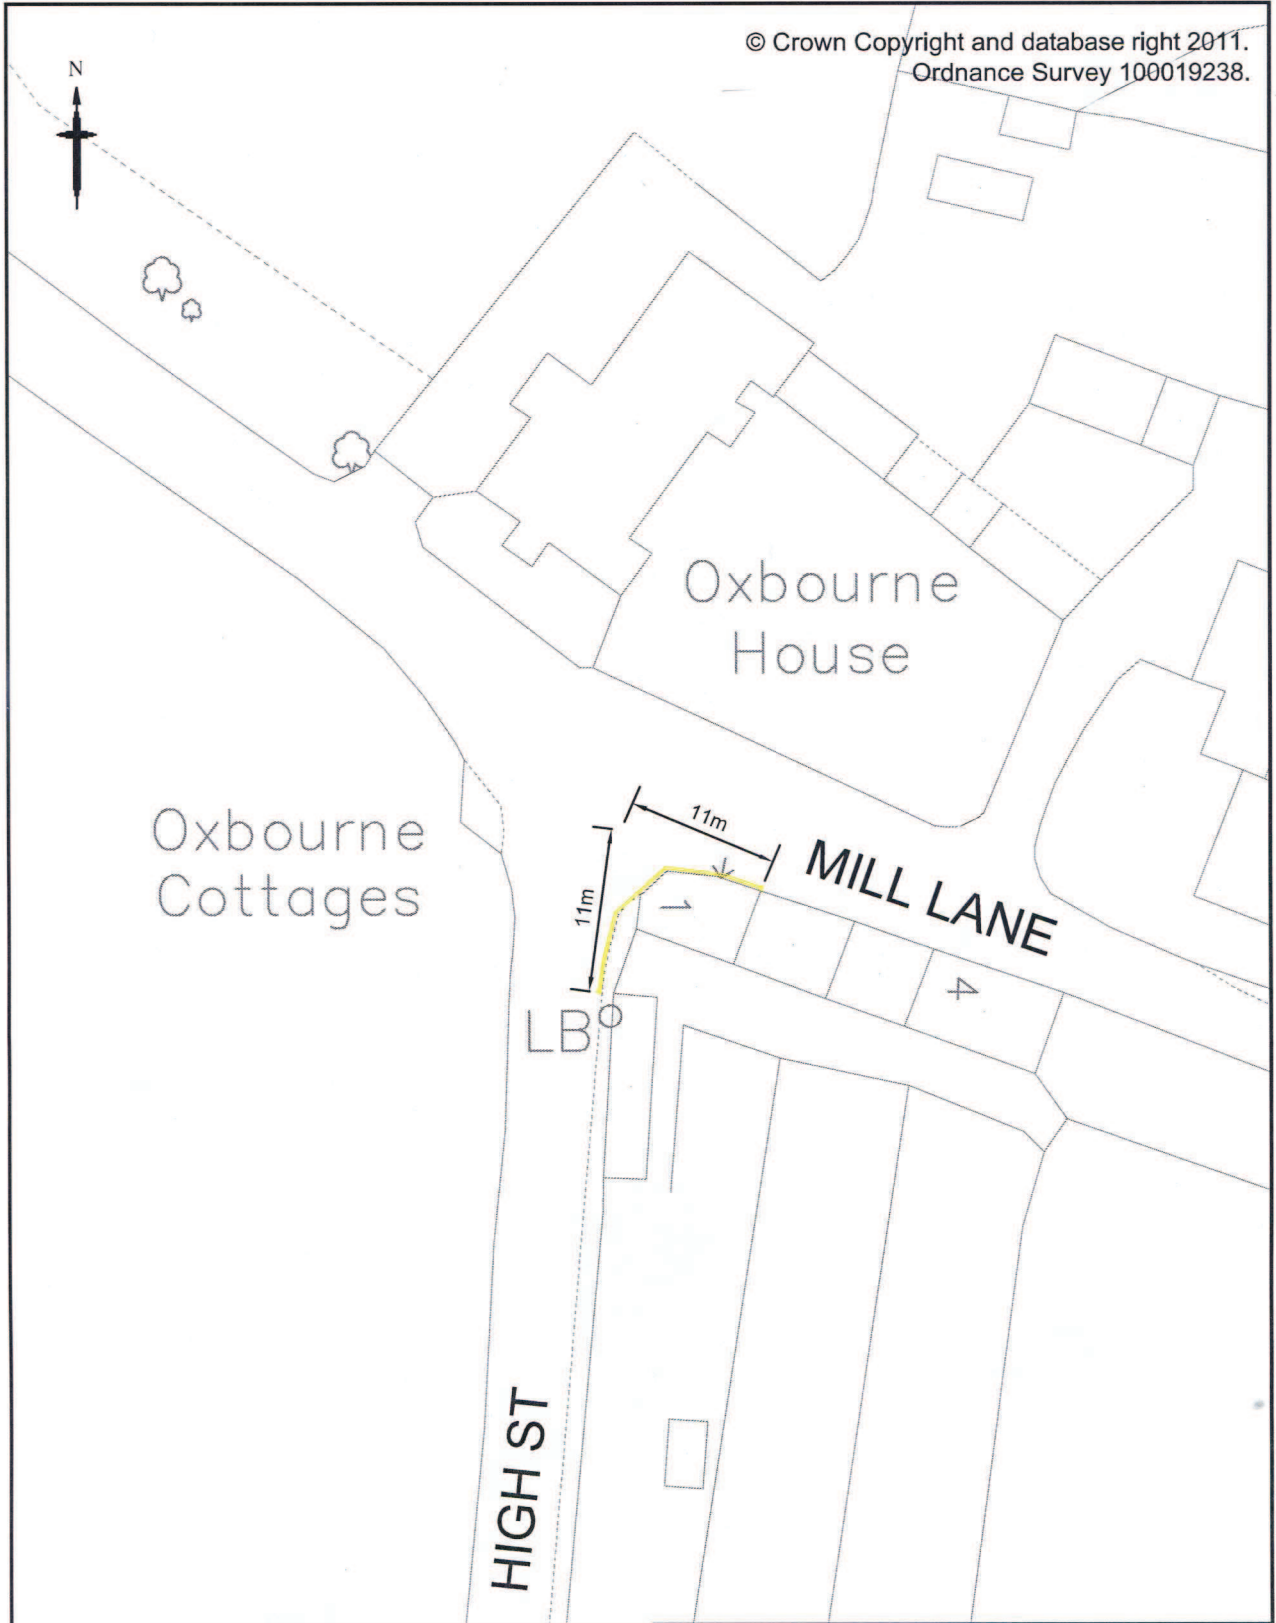 © Crown Copyright and database right 2011.
Ordnance Survey 100019238.
N
Oxbourne
House
Oxbourne
Cottages
11m
11m
MILL LANE
1
4
LB
HIGH ST